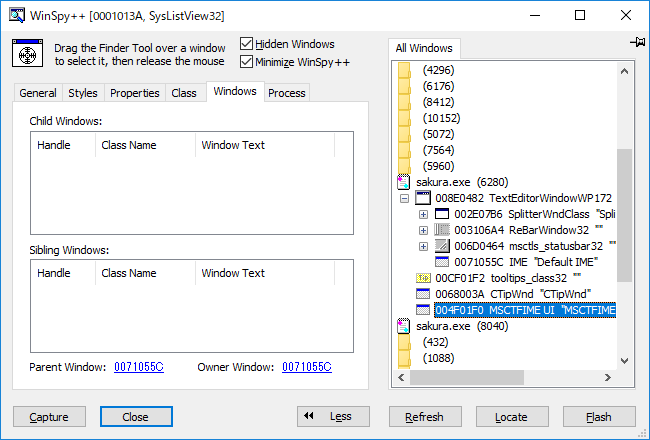 WinSpy++ [0001013A, SysListView32]
Drag the Finder Tool over a window
to select it, then release the mouse
Hidden Windows
Minimize WinSpy++
General
Styles
Properties
Class
Windows
Process
Child Windows:
Handle Class Name Window Text
Sibling Windows:
Handle Class Name Window Text
Parent Window: 0071055C Owner Window: 0071055C
All Windows
(4296)
(6176)
(8412)
(10152)
(5072)
(7564)
(5960)
sakura.exe (6280)
008E0482 TextEditorWindowWP172
002E07B6 SplitterWndClass "Spli
003106A4 ReBarWindow32 ""
006D0464 msctls_statusbar32 ""
0071055C IME "Default IME"
Tip 00CF01F2 tooltips_class32 ""
0068003A CTipWnd "CTipWnd"
004F01F0 MSCTFIME UI "MSCTFIME
sakura.exe (8040)
(432)
(1088)
Capture
Close
Less
Refresh
Locate
Flash